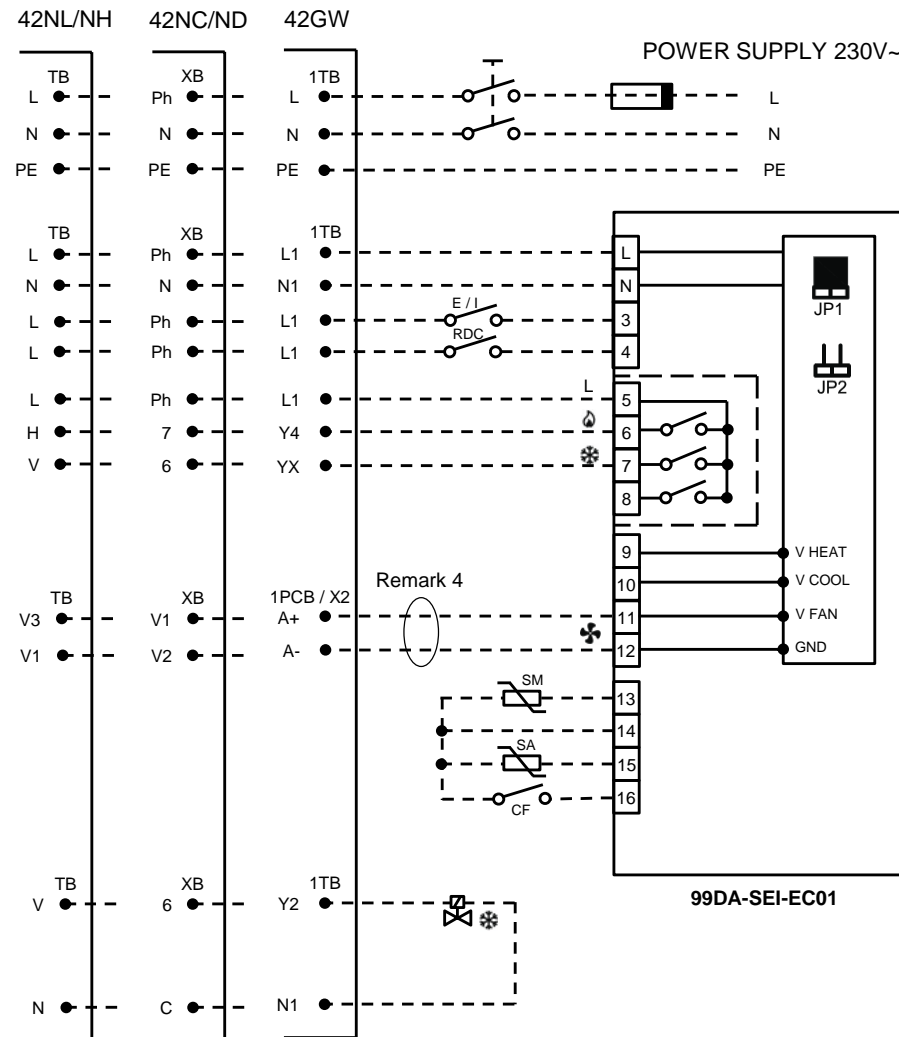 42NL/NH 42NC/ND 42GW
POWER SUPPLY 230V~
TB XB 1TB
L Ph L L
N N N N
PE PE PE PE
TB XB 1TB
L Ph L1 L
N N N1 N
JP1
E / I
L Ph L1 3
RDC
L Ph L1 4
JP2
L
L Ph L1 5
H 7 Y4 6
V 6 YX 7
8
9 V HEAT
Remark 4
10 V COOL
TB XB 1PCB / X2
V3 V1 A+ 11 V FAN
V1 V2 A- 12 GND
SM
13
14
SA
15
16
CF
TB XB 1TB
V 6 Y2
99DA-SEI-EC01
N C N1